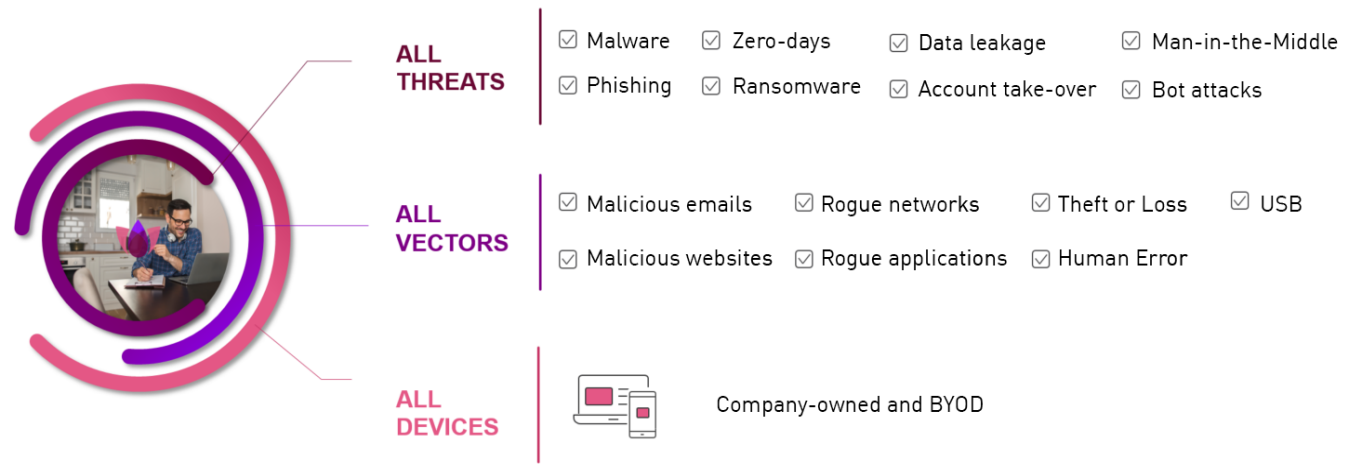 ALL
THREATS
Malware Zero-days Data leakage Man-in-the-Middle
Phishing Ransomware Account take-over Bot attacks
ALL
VECTORS
Malicious emails Rogue networks Theft or Loss USB
Malicious websites Rogue applications Human Error
ALL
DEVICES
Company-owned and BYOD